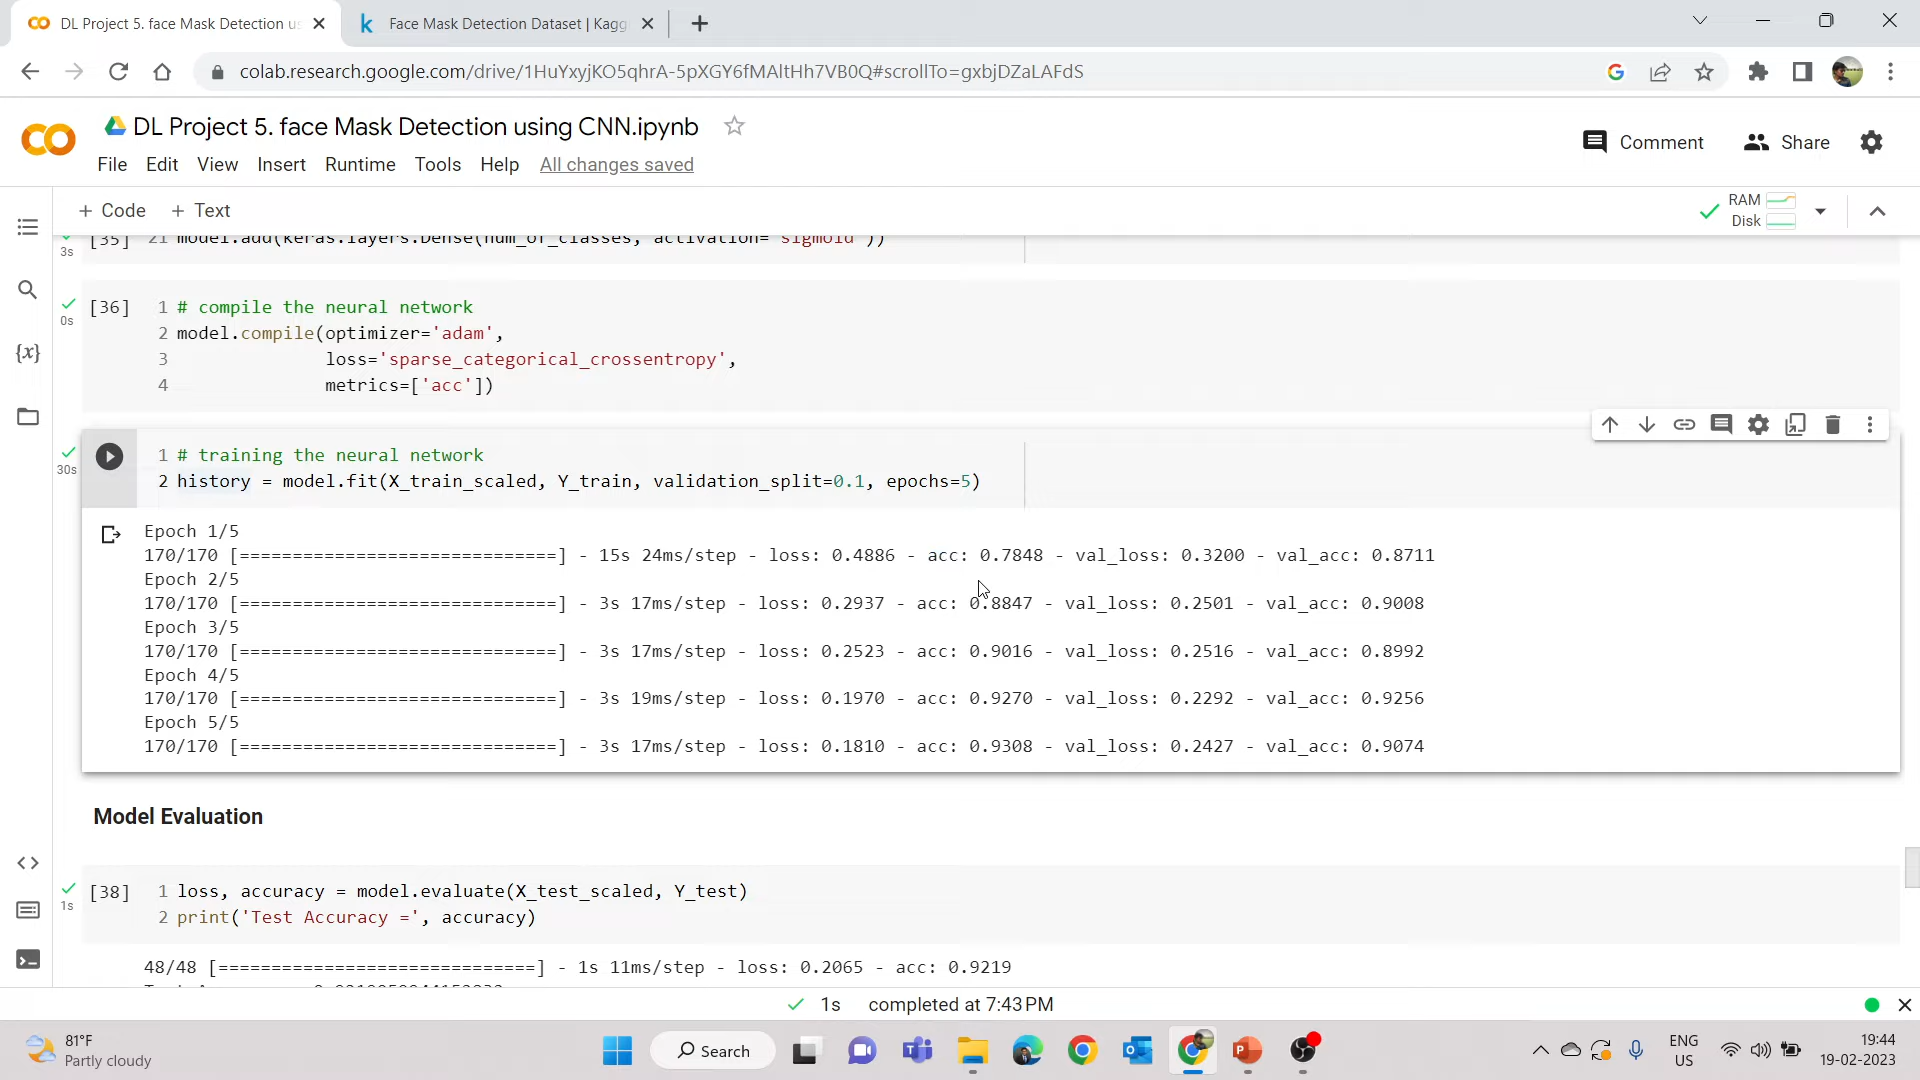 DL Project 5. face Mask Detection us
Face Mask Detection Dataset | Kagg
colab.research.google.com/drive/1HuYxyjKO5qhrA-5pXGY6fMAltHh7VB0Q#scrollTo=gxbjDZaLAFdS
DL Project 5. face Mask Detection using CNN.ipynb
Comment
Share
File Edit View Insert Runtime Tools Help All changes saved
+ Code + Text
RAM
Disk
[35] 21 model.add(keras.layers.Dense(num_of_classes, activation='sigmoid'))
3s
[36] 1 # compile the neural network
0s
2 model.compile(optimizer='adam',
3 loss='sparse_categorical_crossentropy',
4 metrics=['acc'])
1 # training the neural network
30s
2 history = model.fit(X_train_scaled, Y_train, validation_split=0.1, epochs=5)
Epoch 1/5
170/170 [==============================] - 15s 24ms/step - loss: 0.4886 - acc: 0.7848 - val_loss: 0.3200 - val_acc: 0.8711
Epoch 2/5
170/170 [==============================] - 3s 17ms/step - loss: 0.2937 - acc: 0.8847 - val_loss: 0.2501 - val_acc: 0.9008
Epoch 3/5
170/170 [==============================] - 3s 17ms/step - loss: 0.2523 - acc: 0.9016 - val_loss: 0.2516 - val_acc: 0.8992
Epoch 4/5
170/170 [==============================] - 3s 19ms/step - loss: 0.1970 - acc: 0.9270 - val_loss: 0.2292 - val_acc: 0.9256
Epoch 5/5
170/170 [==============================] - 3s 17ms/step - loss: 0.1810 - acc: 0.9308 - val_loss: 0.2427 - val_acc: 0.9074
Model Evaluation
[38] 1 loss, accuracy = model.evaluate(X_test_scaled, Y_test)
1s
2 print('Test Accuracy =', accuracy)
48/48 [==============================] - 1s 11ms/step - loss: 0.2065 - acc: 0.9219
1s completed at 7:43 PM
81°F
Partly cloudy
Search
ENG
US
19:44
19-02-2023